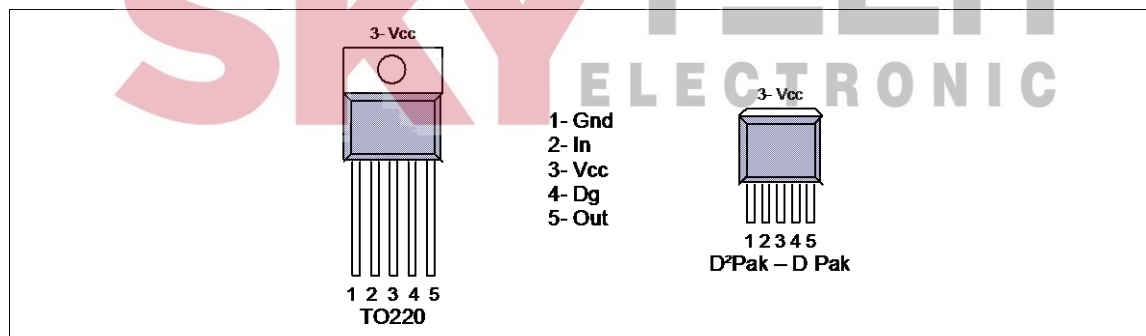 SKYTECH
ELECTRONIC
3- Vcc
1- Gnd
2- In
3- Vcc
4- Dg
5- Out
1 2 3 4 5
TO220
3- Vcc
1 2 3 4 5
D²Pak – D Pak